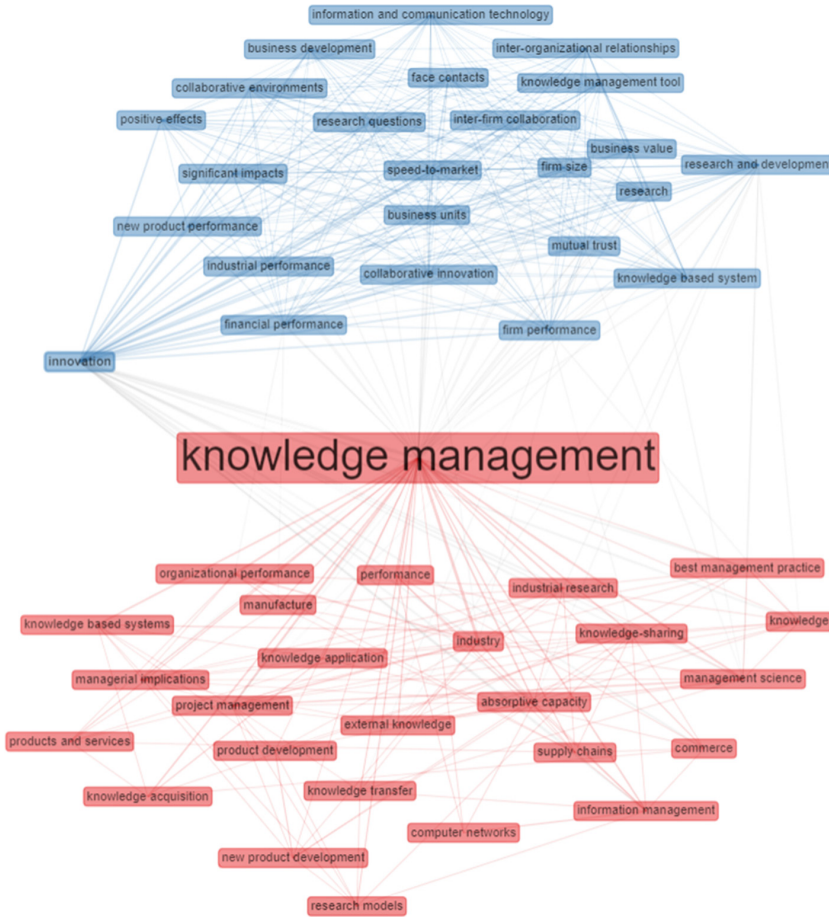 information and communication technology
business development
inter-organizational relationships
face contacts
collaborative environments
knowledge management tool
positive effects
research questions
inter-firm collaboration
business value
research and development
significant impacts
speed-to-market
firm size
research
new product performance
business units
mutual trust
industrial performance
collaborative innovation
knowledge based system
financial performance
firm performance
innovation
knowledge management
organizational performance
performance
best management practice
industrial research
manufacture
knowledge based systems
knowledge
industry
knowledge-sharing
knowledge application
managerial implications
management science
project management
absorptive capacity
external knowledge
products and services
product development
supply chains
commerce
knowledge acquisition
knowledge transfer
information management
computer networks
new product development
research models